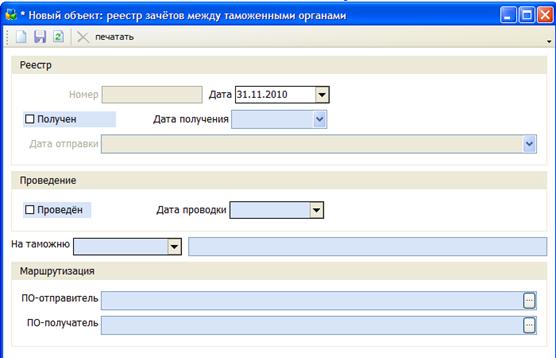 * Новый объект: реестр зачётов между таможенными органами
печатать
Реестр
Номер Дата 31.11.2010
Получен Дата получения
Дата отправки
Проведение
Проведён Дата проводки
На таможню
Маршрутизация
ПО-отправитель ...
ПО-получатель ...